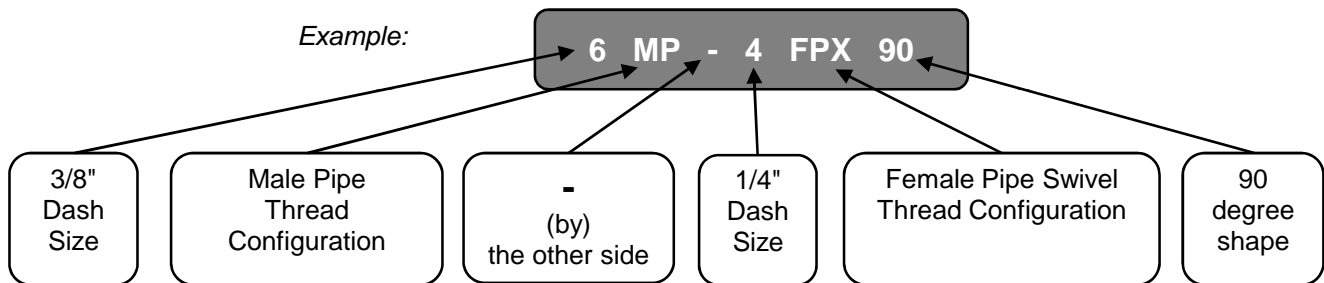 Example:
6 MP - 4 FPX 90
3/8"
Dash
Size
Male Pipe
Thread
Configuration
-
(by)
the other side
1/4"
Dash
Size
Female Pipe Swivel
Thread Configuration
90
degree
shape